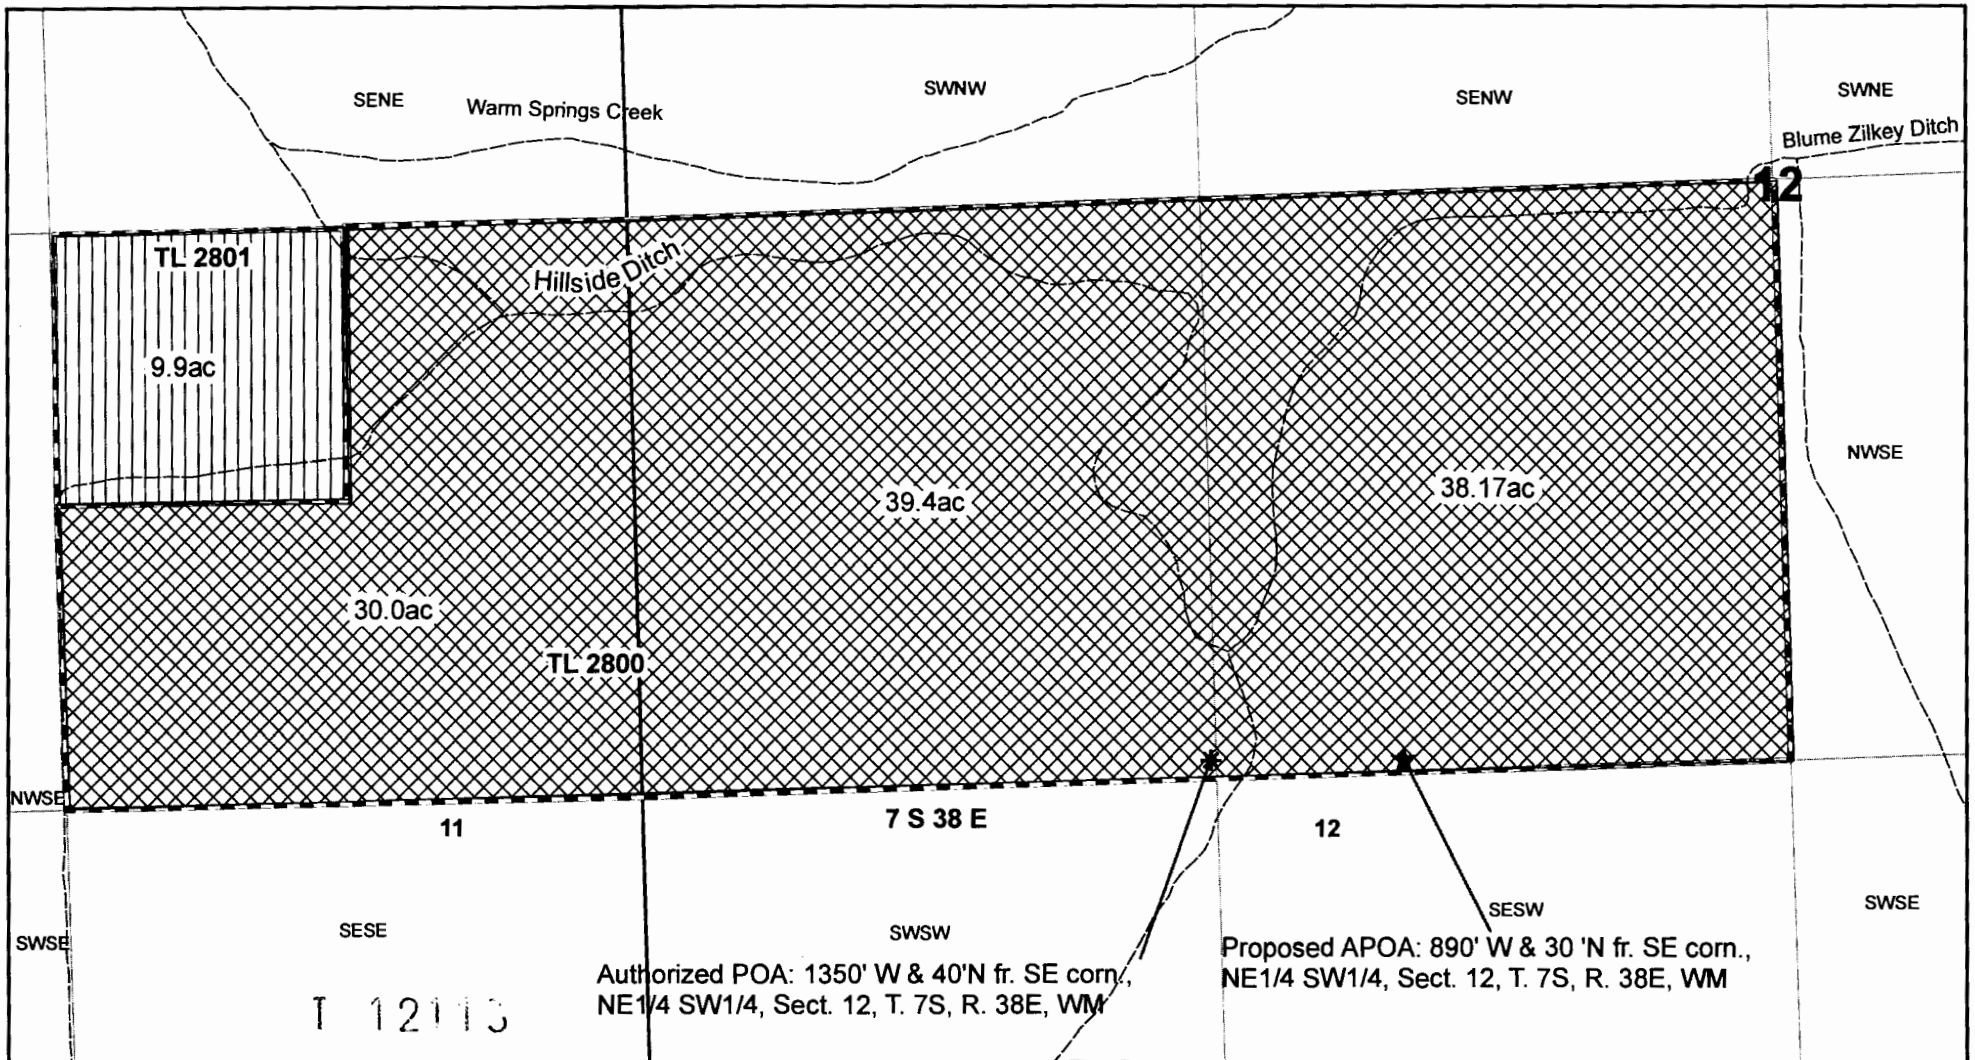 SENE
Warm Springs Creek
SWNW
SENW
SWNE
Blume Zilkey Ditch
12
TL 2801
Hillside Ditch
9.9ac
39.4ac
38.17ac
NWSE
30.0ac
TL 2800
NWSE
11
7 S 38 E
12
SWSE
SESE
SWSW
SESW
SWSE
Authorized POA: 1350' W & 40'N fr. SE corn.,
NE1/4 SW1/4, Sect. 12, T. 7S, R. 38E, WM
Proposed APOA: 890' W & 30 'N fr. SE corn.,
NE1/4 SW1/4, Sect. 12, T. 7S, R. 38E, WM